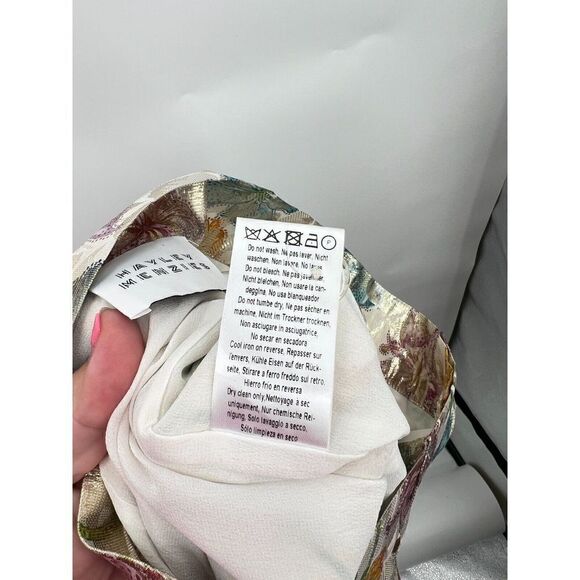 HAYLEY
MENZIES
P
Do not wash, Ne pas laver, Nicht
waschen, Non lavare, No
Do not bleach, Ne pas javelliser
Nicht bleichen, Non usare la can-
deggina, No usar blanqueador
Do not tumble dry, Ne pas sécher en
machine, Nicht im Trockner trocknen,
Non asciugare in asciugatrice,
No secar en secadora
Cool iron on reverse, Repasser sur
l'envers, Kühle Eisen auf der Rück-
seite, Stirare a ferro freddo sul retro,
Hierro frio en reversa
Dry clean only, Nettoyage à sec
uniquement, Nur chemische Rei-
nigung, Solo lavaggio a secco,
Sólo limpieza en seco